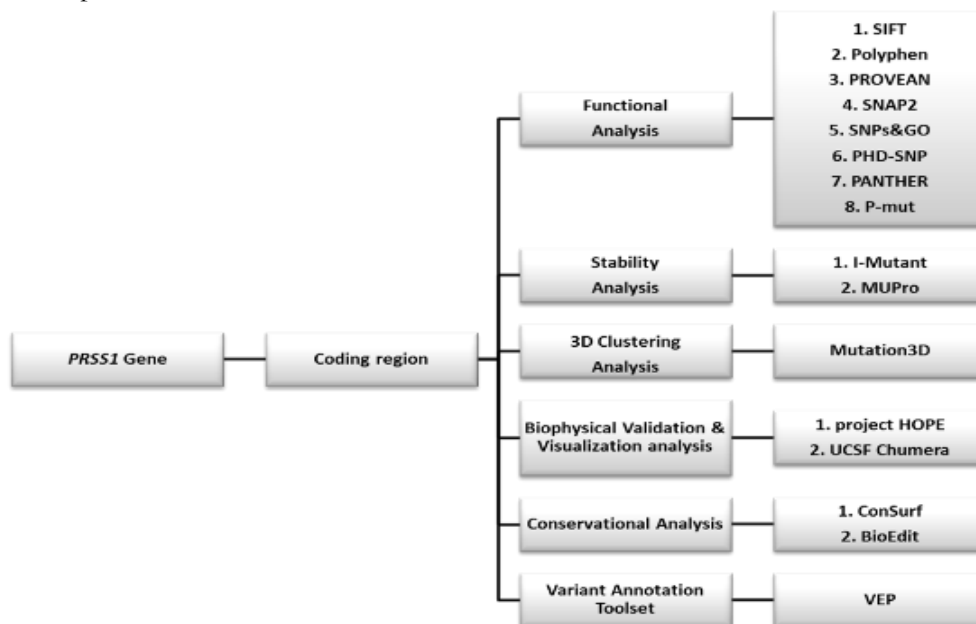 PRSS1 Gene
Coding region
Functional
Analysis
1. SIFT
2. Polyphen
3. PROVEAN
4. SNAP2
5. SNPs&GO
6. PHD-SNP
7. PANTHER
8. P-mut
Stability
Analysis
1. I-Mutant
2. MUPro
3D Clustering
Analysis
Mutation3D
Biophysical Validation &
Visualization analysis
1. project HOPE
2. UCSF Chumera
Conservational Analysis
1. ConSurf
2. BioEdit
Variant Annotation
Toolset
VEP